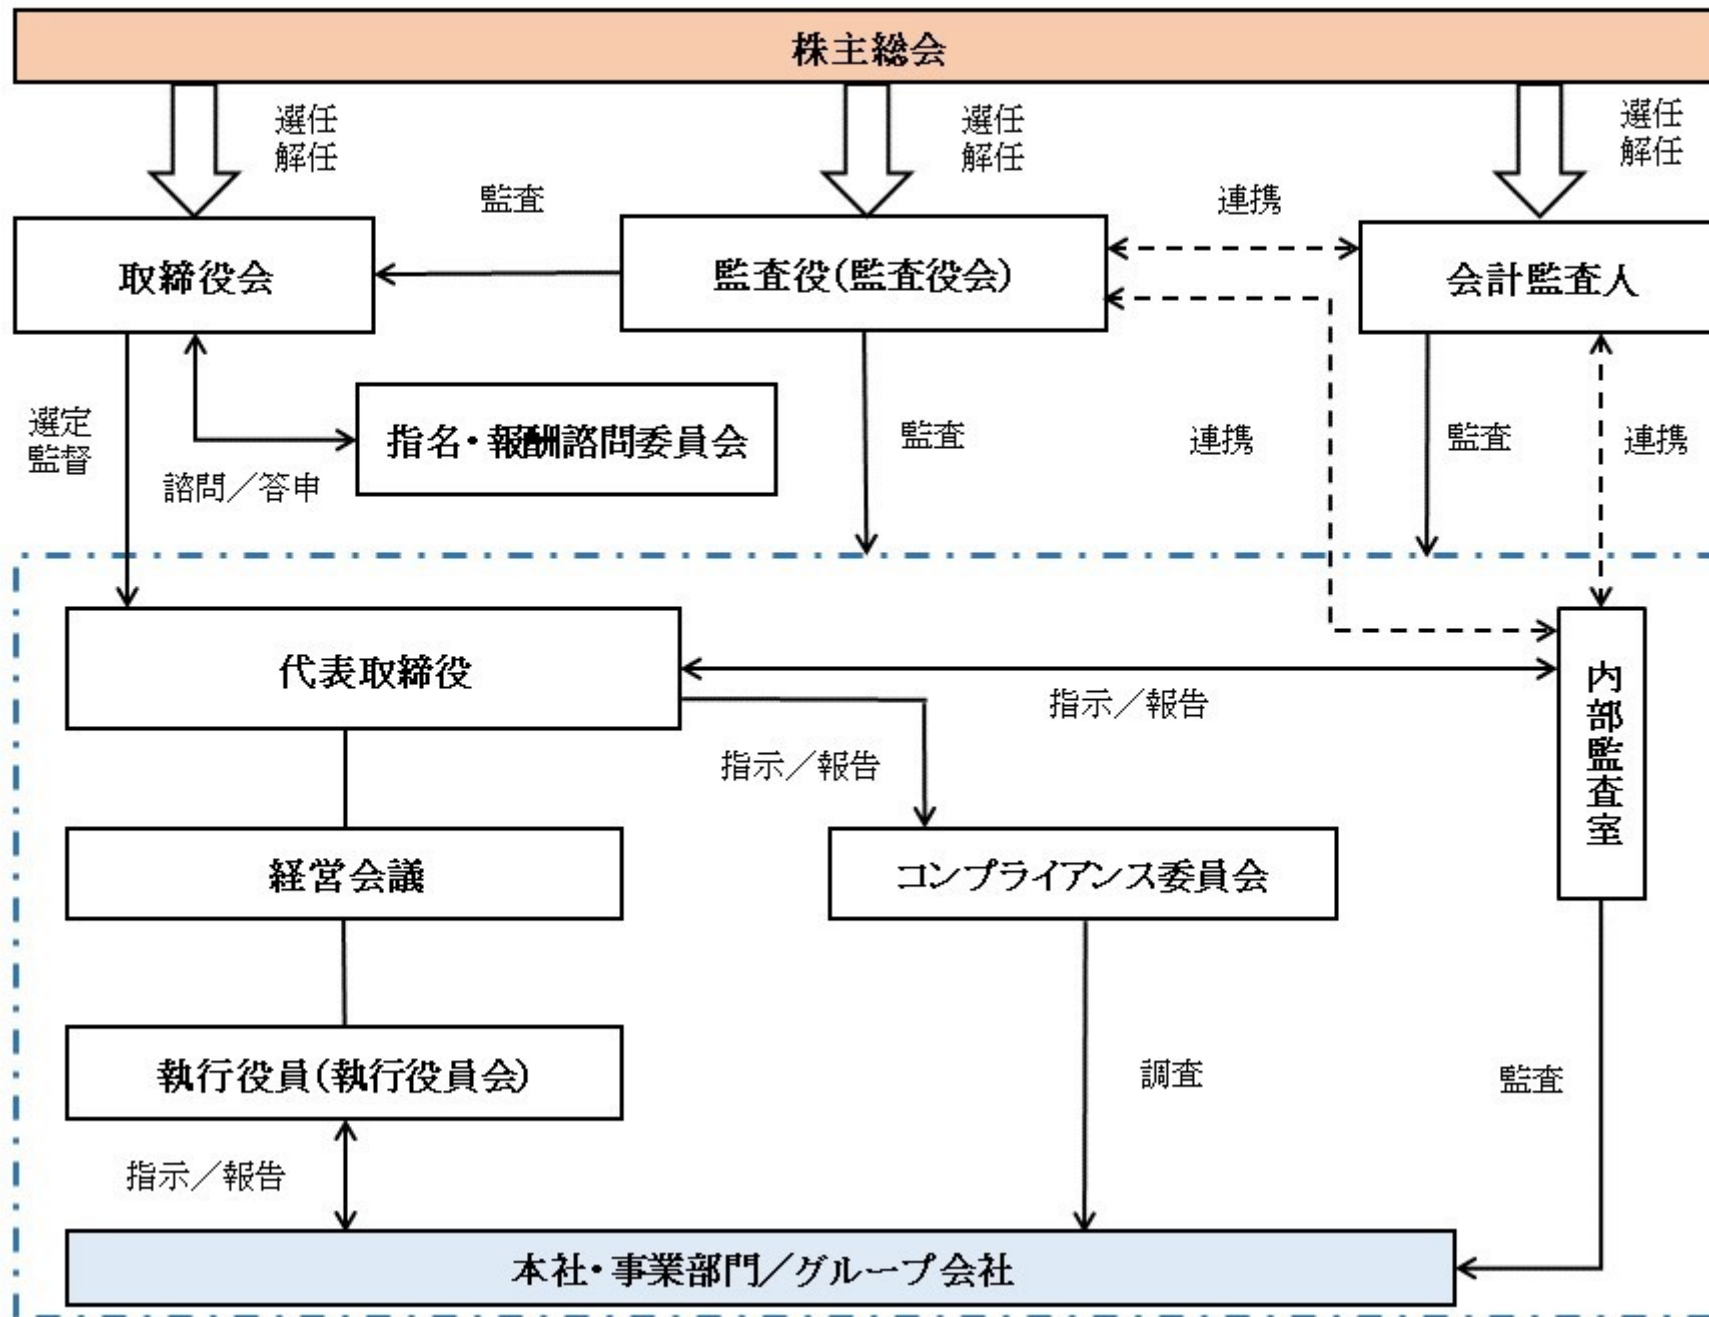 株主総会
選任
解任
選任
解任
選任
解任
監査
連携
取締役会
監査役(監査役会)
会計監査人
選定
監督
指名・報酬諮問委員会
諮問／答申
監査
連携
監査
連携
代表取締役
指示／報告
指示／報告
内部監査室
経営会議
コンプライアンス委員会
執行役員(執行役員会)
調査
監査
指示／報告
本社・事業部門／グループ会社